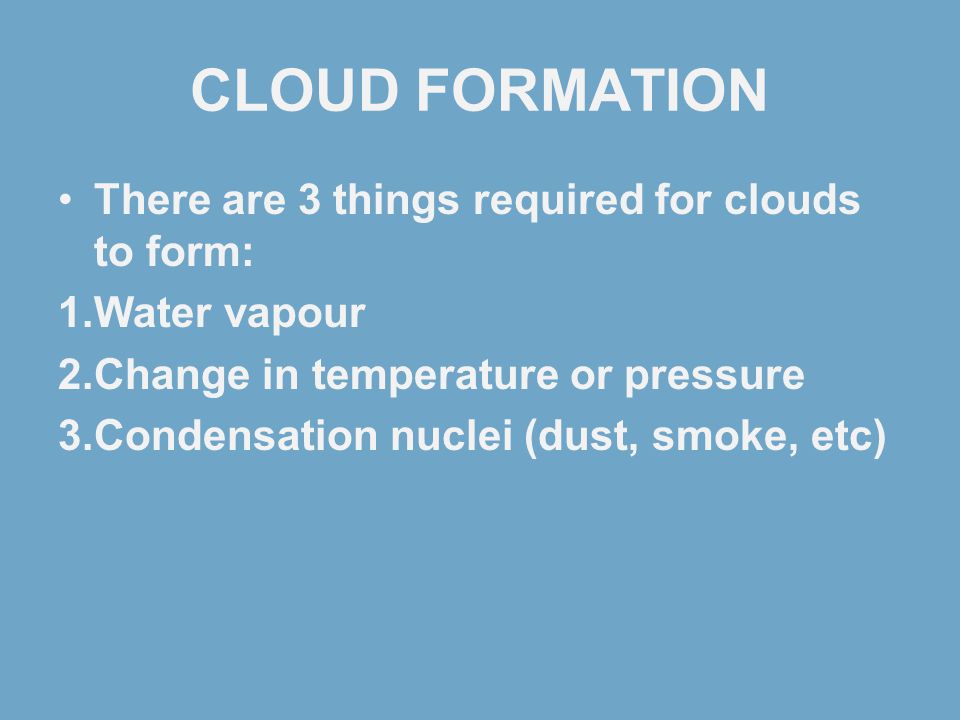 CLOUD FORMATION
• There are 3 things required for clouds
to form:
1.Water vapour
2.Change in temperature or pressure
3.Condensation nuclei (dust, smoke, etc)